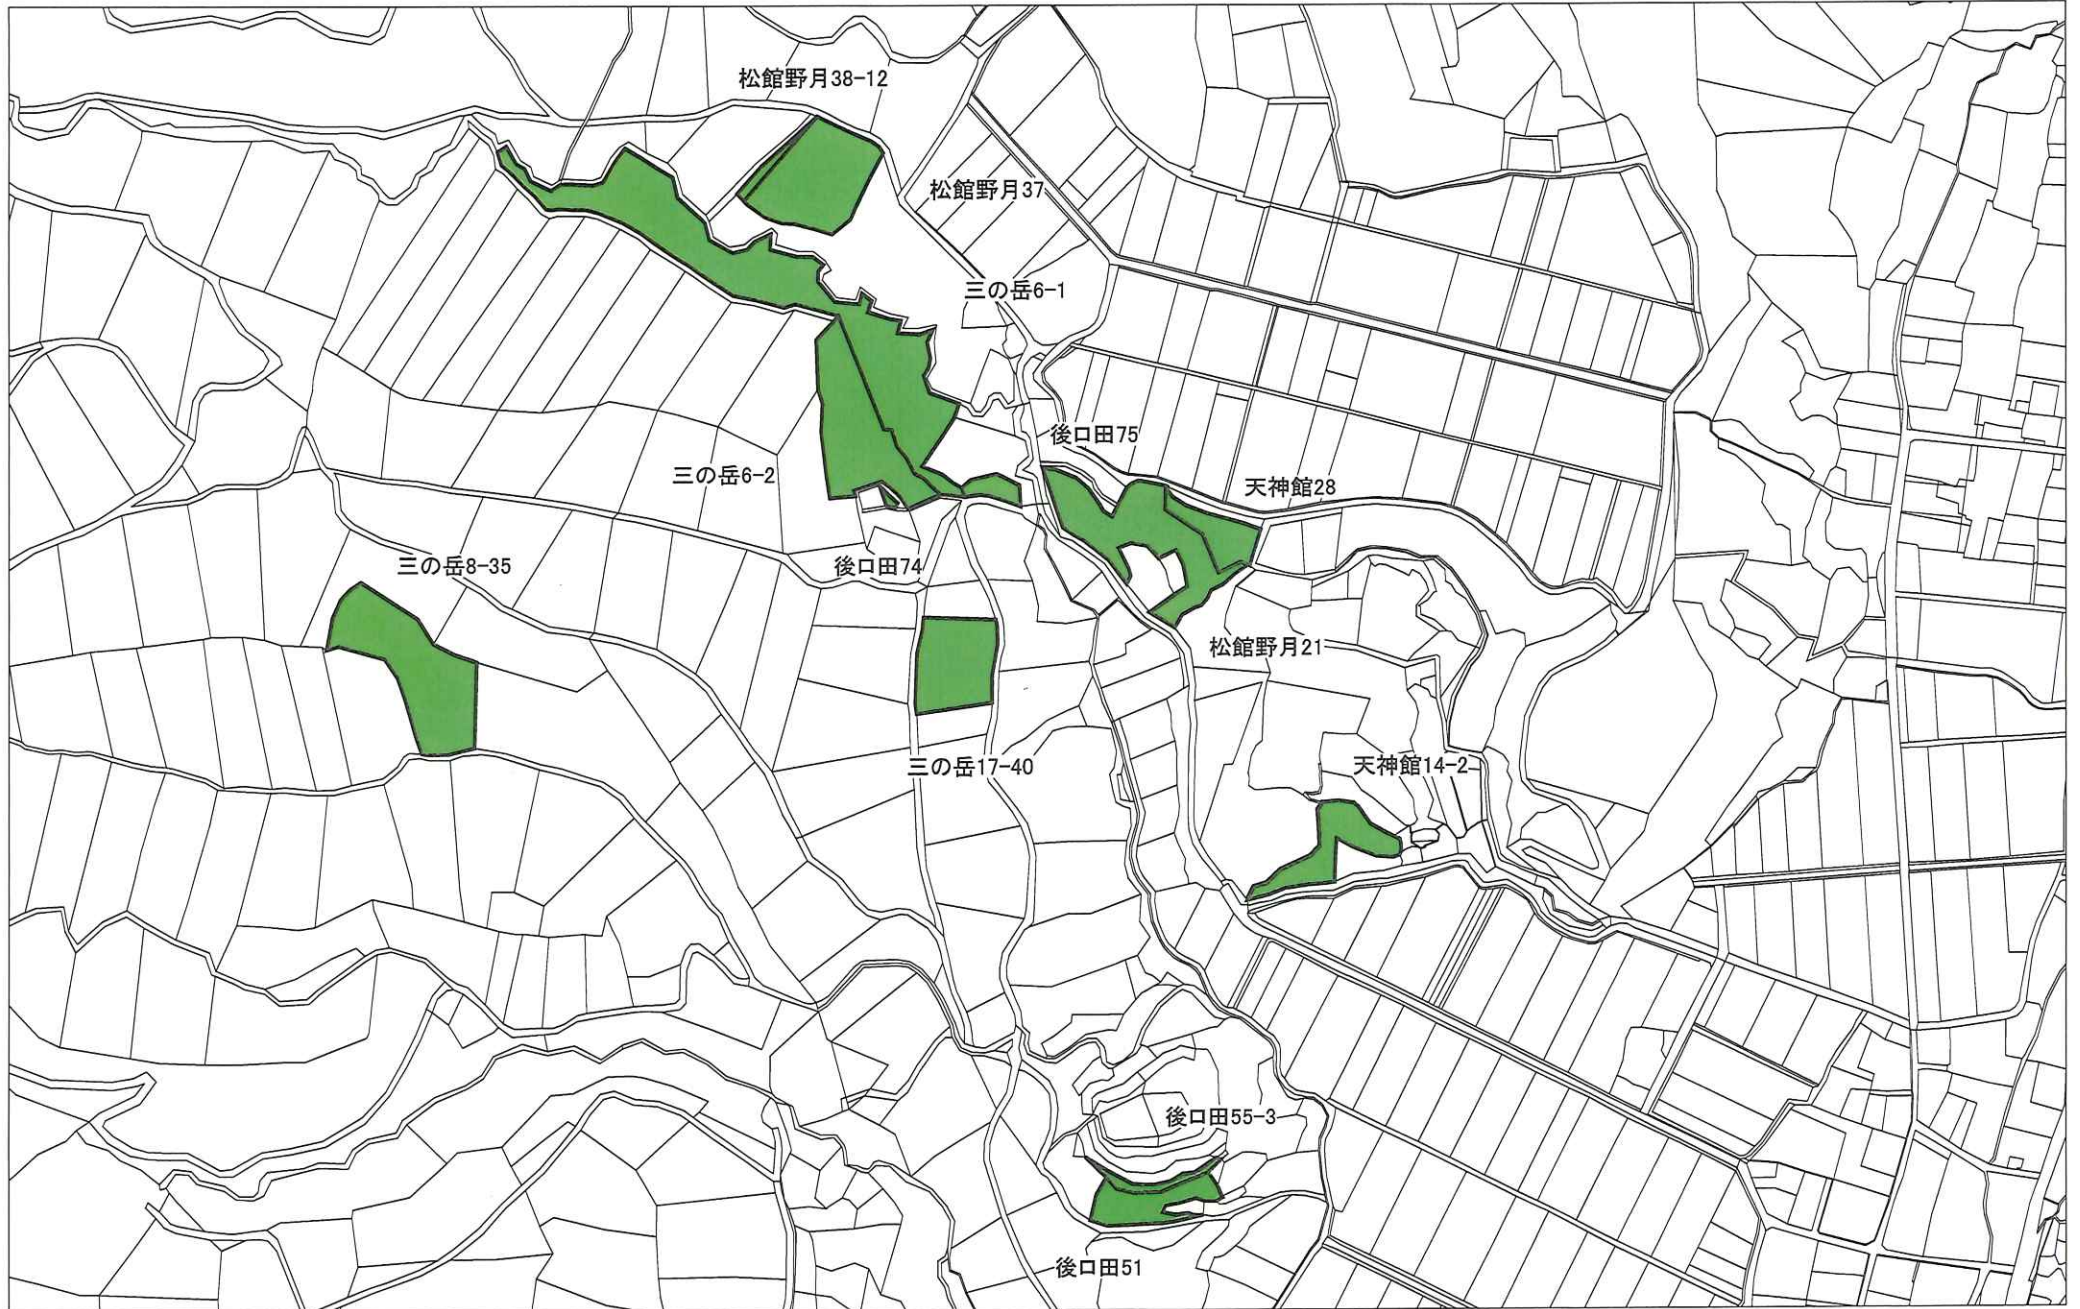 松館野月38-12
松館野月37
三の岳6-1
後口田75
三の岳6-2
天神館28
後口田74
三の岳8-35
松館野月21
三の岳17-40
天神館14-2
後口田55-3
後口田51